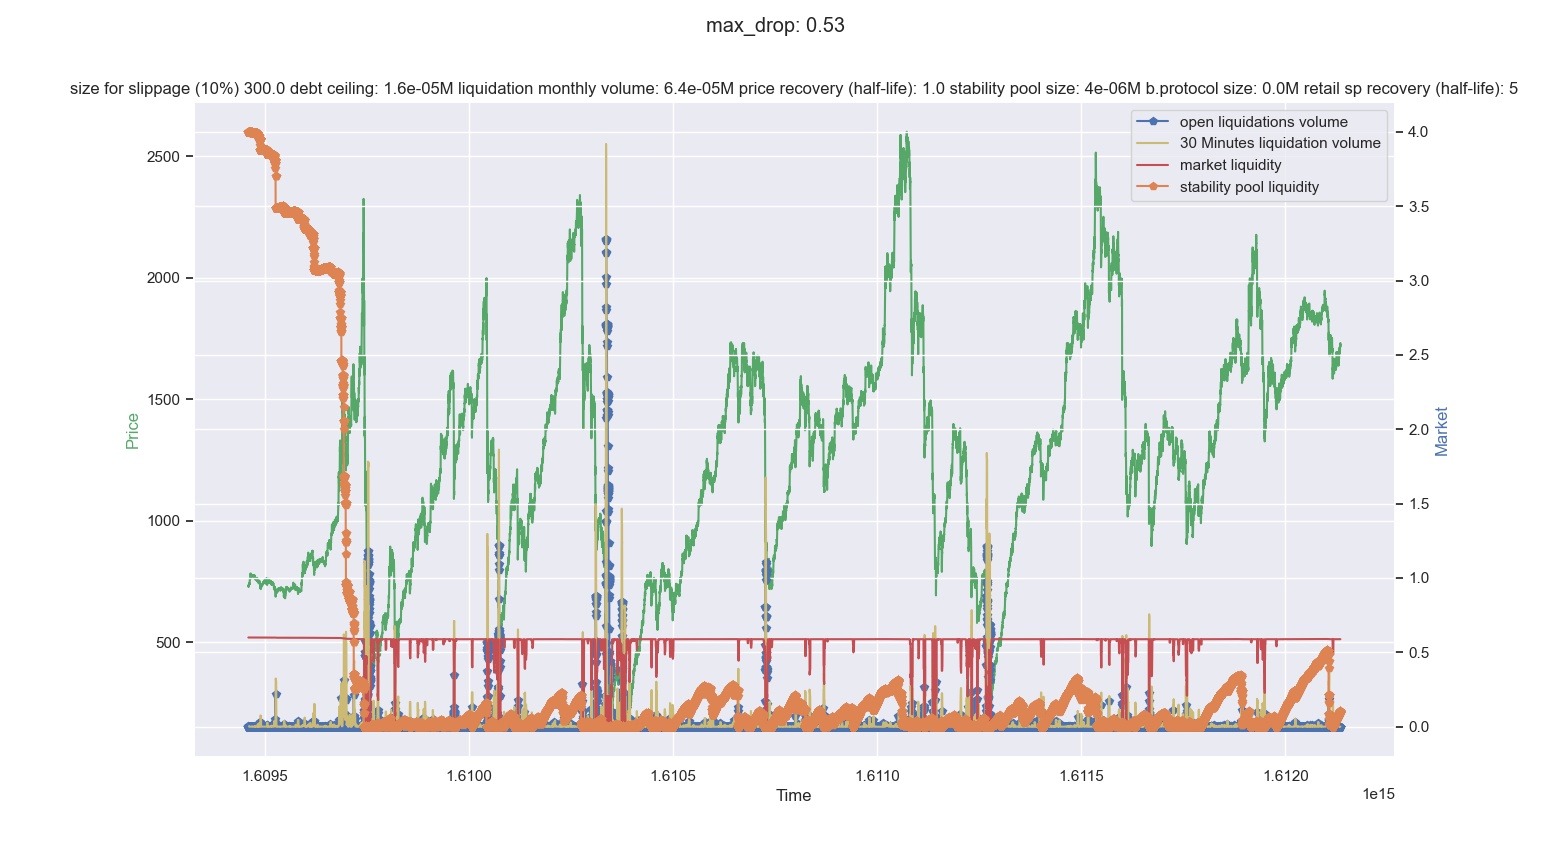 max_drop: 0.53
size for slippage (10%) 300.0 debt ceiling: 1.6e-05M liquidation monthly volume: 6.4e-05M price recovery (half-life): 1.0 stability pool size: 4e-06M b.protocol size: 0.0M retail sp recovery (half-life): 5
open liquidations volume
30 Minutes liquidation volume
market liquidity
stability pool liquidity
2500
2000
1500
1000
500
Price
4.0
3.5
3.0
2.5
2.0
1.5
1.0
0.5
0.0
Market
1.6095 1.6100 1.6105 1.6110 1.6115 1.6120
1e15
Time